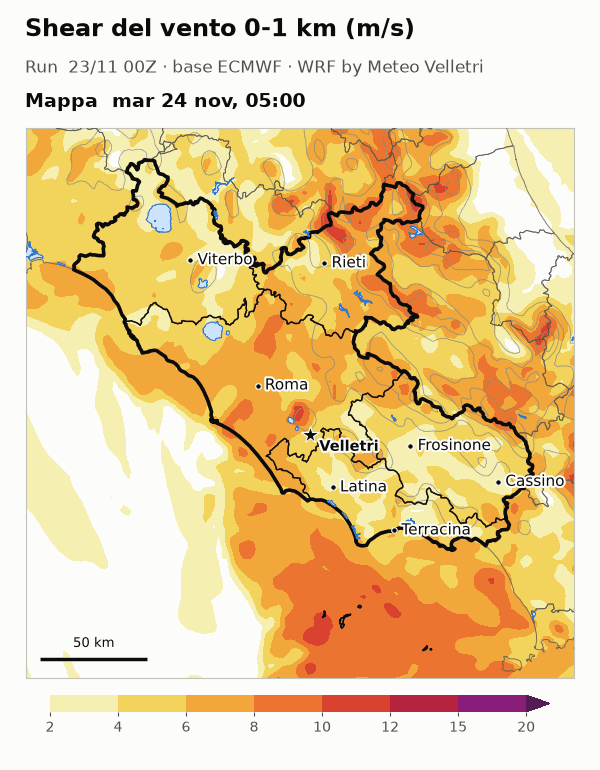 Shear del vento 0-1 km (m/s)
Run  23/11 00Z · base ECMWF · WRF by Meteo Velletri
Mappa  mar 24 nov, 05:00
Viterbo
Rieti
Roma
Velletri
Frosinone
Latina
Cassino
Terracina
50 km
2 4 6 8 10 12 15 20